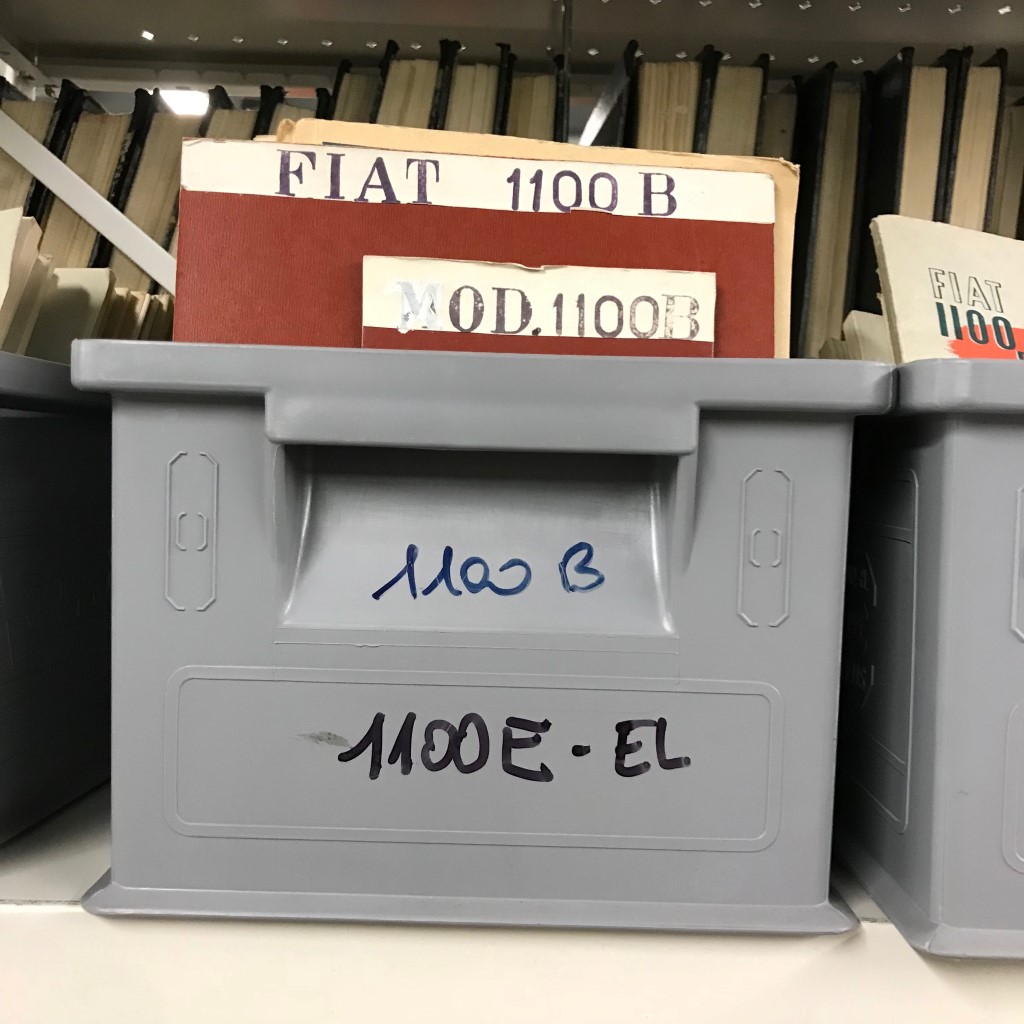 FIAT 1100 B
MOD. 1100B
FIAT
1100
1100 B
1100E - EL